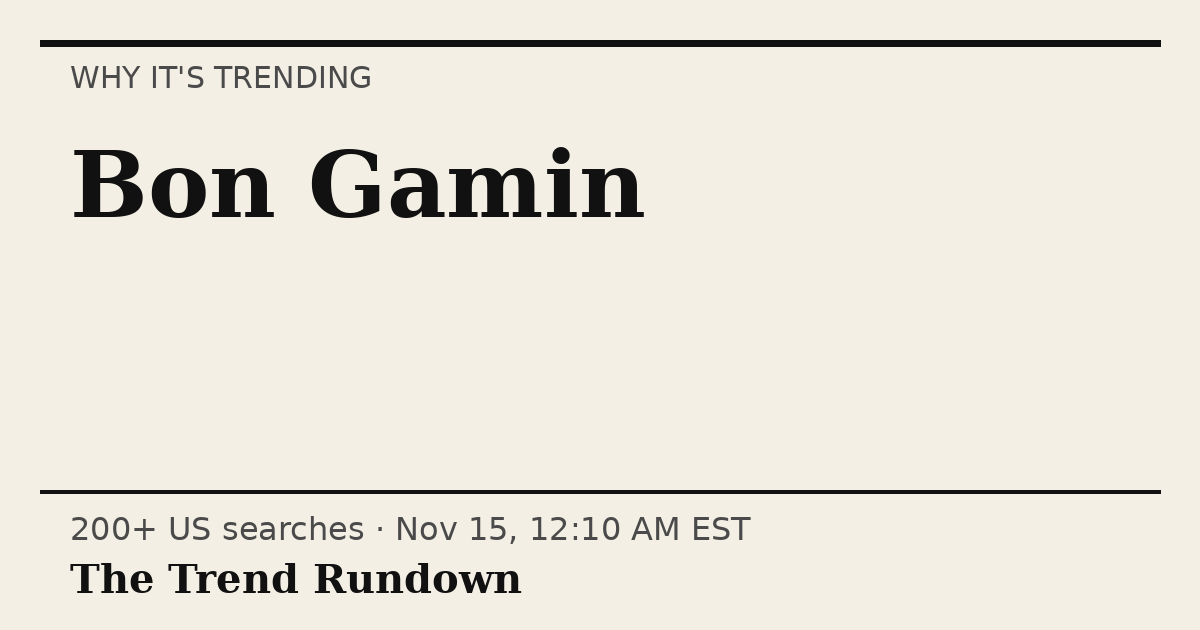 WHY IT'S TRENDING
Bon Gamin
200+ US searches · Nov 15, 12:10 AM EST
The Trend Rundown